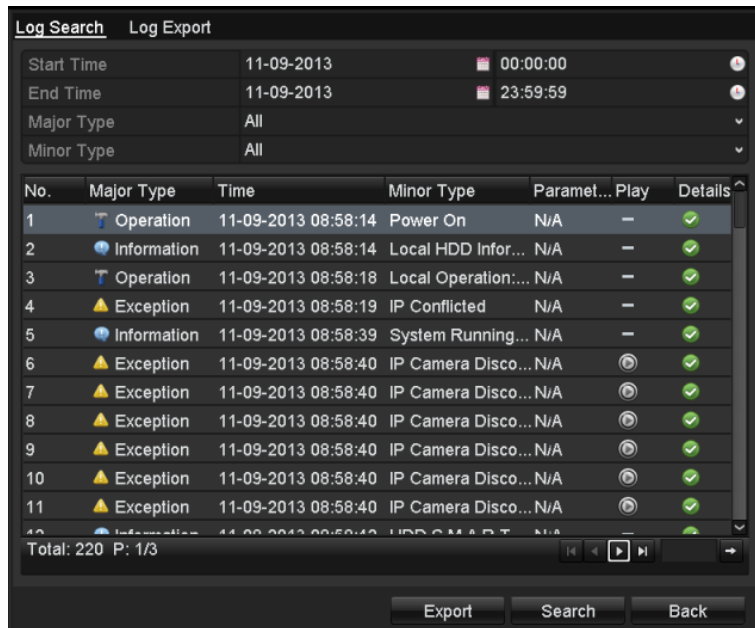 Log Search Log Export
Start Time 11-09-2013 00:00:00
End Time 11-09-2013 23:59:59
Major Type All
Minor Type All
No. Major Type Time Minor Type Paramet... Play Details
1 Operation 11-09-2013 08:58:14 Power On N/A –
2 Information 11-09-2013 08:58:14 Local HDD Infor... N/A –
3 Operation 11-09-2013 08:58:18 Local Operation:... N/A –
4 Exception 11-09-2013 08:58:19 IP Conflicted N/A –
5 Information 11-09-2013 08:58:39 System Running... N/A –
6 Exception 11-09-2013 08:58:40 IP Camera Disco... N/A
7 Exception 11-09-2013 08:58:40 IP Camera Disco... N/A
8 Exception 11-09-2013 08:58:40 IP Camera Disco... N/A
9 Exception 11-09-2013 08:58:40 IP Camera Disco... N/A
10 Exception 11-09-2013 08:58:40 IP Camera Disco... N/A
11 Exception 11-09-2013 08:58:40 IP Camera Disco... N/A
Total: 220 P: 1/3
Export Search Back